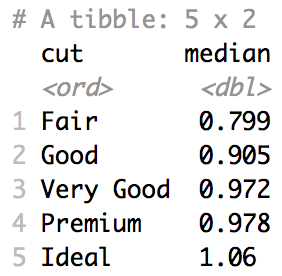 # A tibble: 5 x 2
cut median
<ord> <dbl>
1 Fair 0.799
2 Good 0.905
3 Very Good 0.972
4 Premium 0.978
5 Ideal 1.06